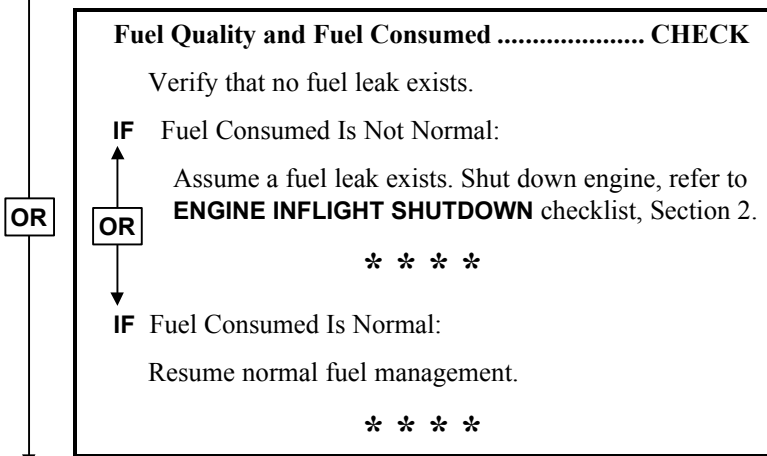 Fuel Quality and Fuel Consumed ..................... CHECK
Verify that no fuel leak exists.
IF Fuel Consumed Is Not Normal:
Assume a fuel leak exists. Shut down engine, refer to
ENGINE INFLIGHT SHUTDOWN checklist, Section 2.
OR
OR
* * * *
IF Fuel Consumed Is Normal:
Resume normal fuel management.
* * * *